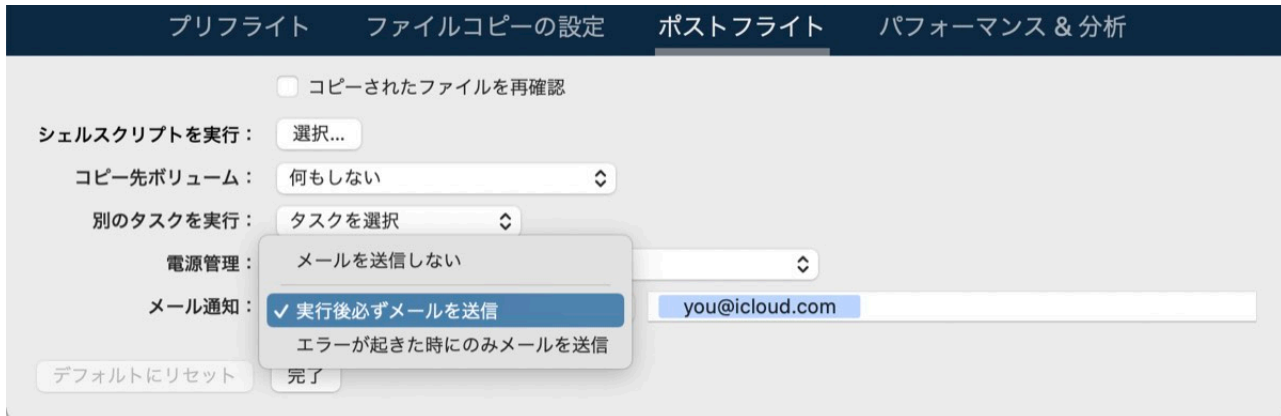 プリフライト ファイルコピーの設定 ポストフライト パフォーマンス & 分析
コピーされたファイルを再確認
シェルスクリプトを実行： 選択...
コピー先ボリューム： 何もしない
別のタスクを実行： タスクを選択
電源管理：
メールを送信しない
メール通知： ✓ 実行後必ずメールを送信 you@icloud.com
エラーが起きた時にのみメールを送信
デフォルトにリセット 完了